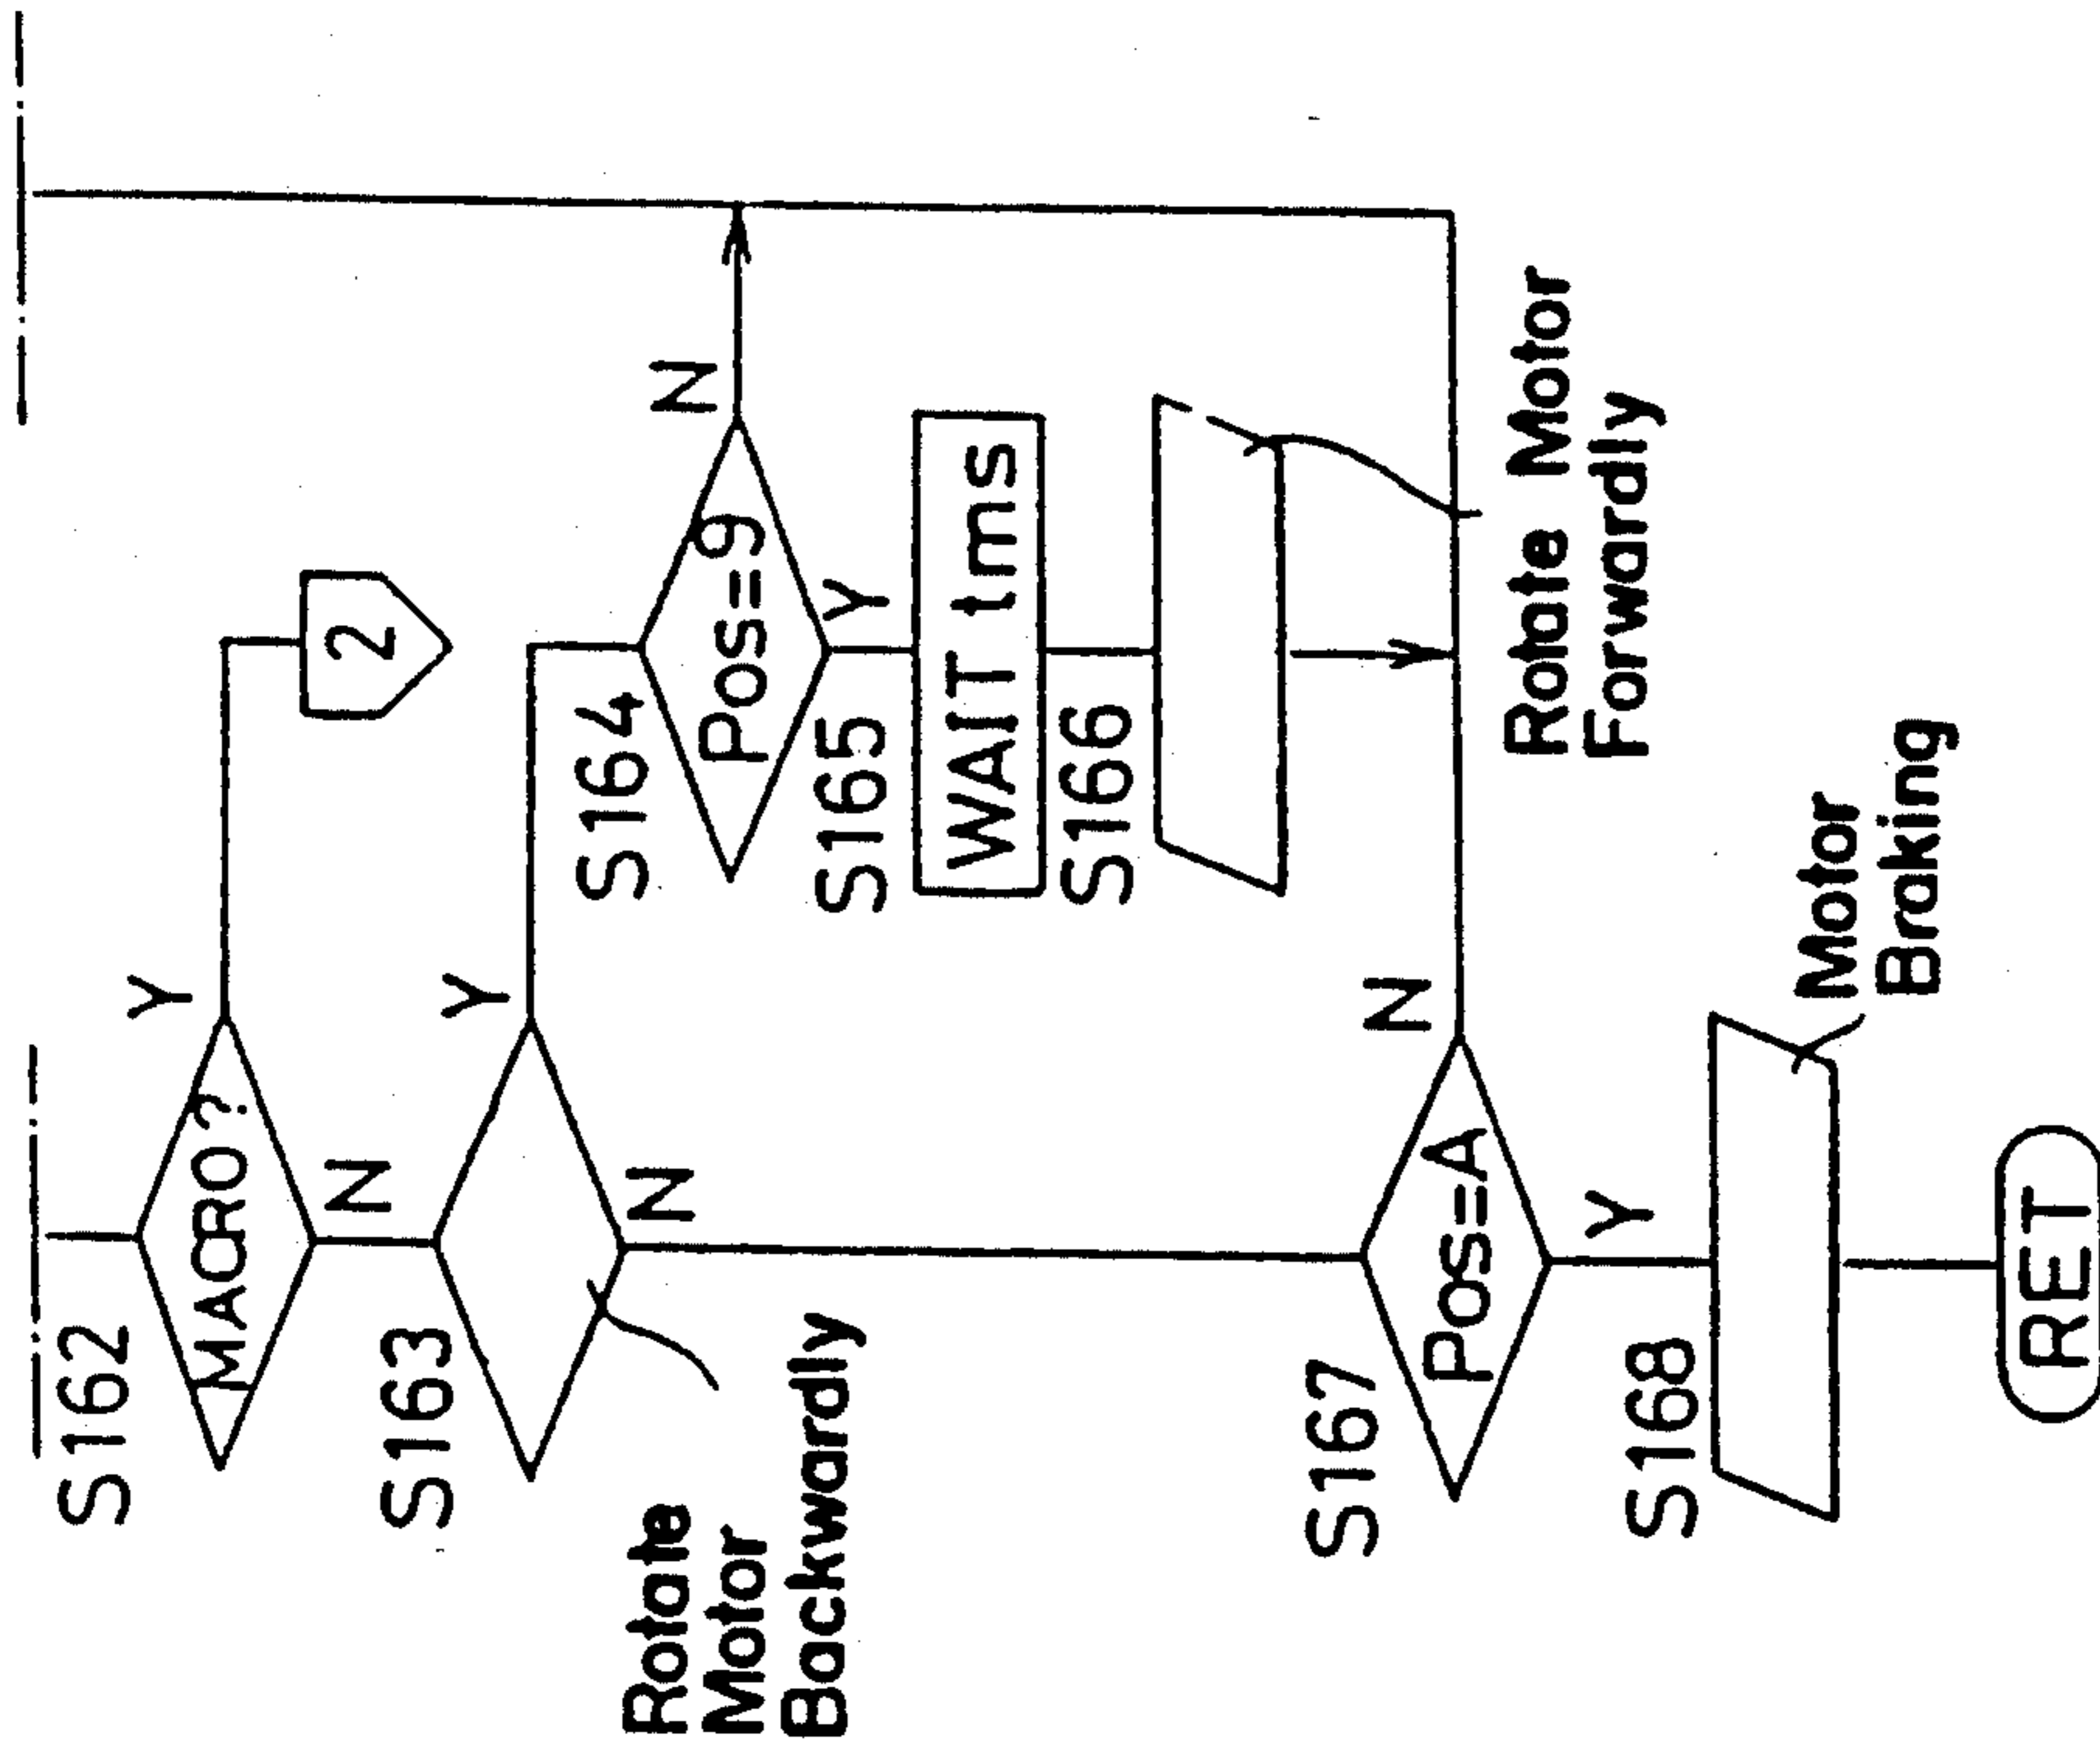 S162
MACRO?
Y
N
2
S163
Y
N
Rotate
Motor
Backwardly
S164
Pos=9
N
Y
S165
WAIT tms
S166
Rotate Motor
Forwardly
S167
Pos=A
N
Y
S168
Motor
Braking
RET